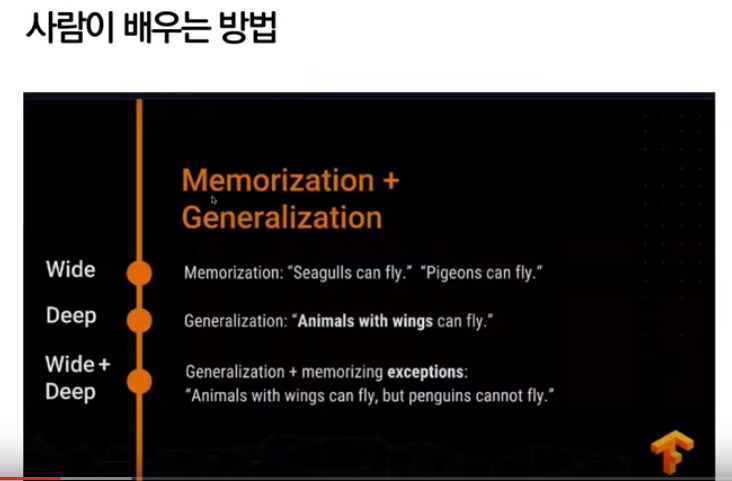 사람이 배우는 방법
Memorization +
Generalization
Wide
Memorization: “Seagulls can fly.” “Pigeons can fly.”
Deep
Generalization: “Animals with wings can fly.”
Wide +
Deep
Generalization + memorizing exceptions:
“Animals with wings can fly, but penguins cannot fly.”